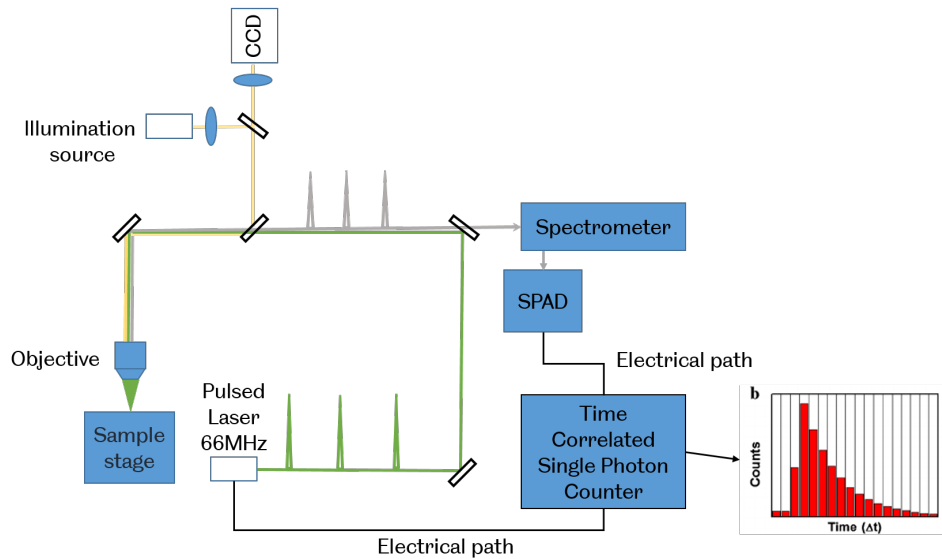 CCD
Illumination
source
Spectrometer
SPAD
Objective
Electrical path
Pulsed
Laser
66MHz
Sample
stage
Time
Correlated
Single Photon
Counter
b
Counts
Time (Δt)
Electrical path